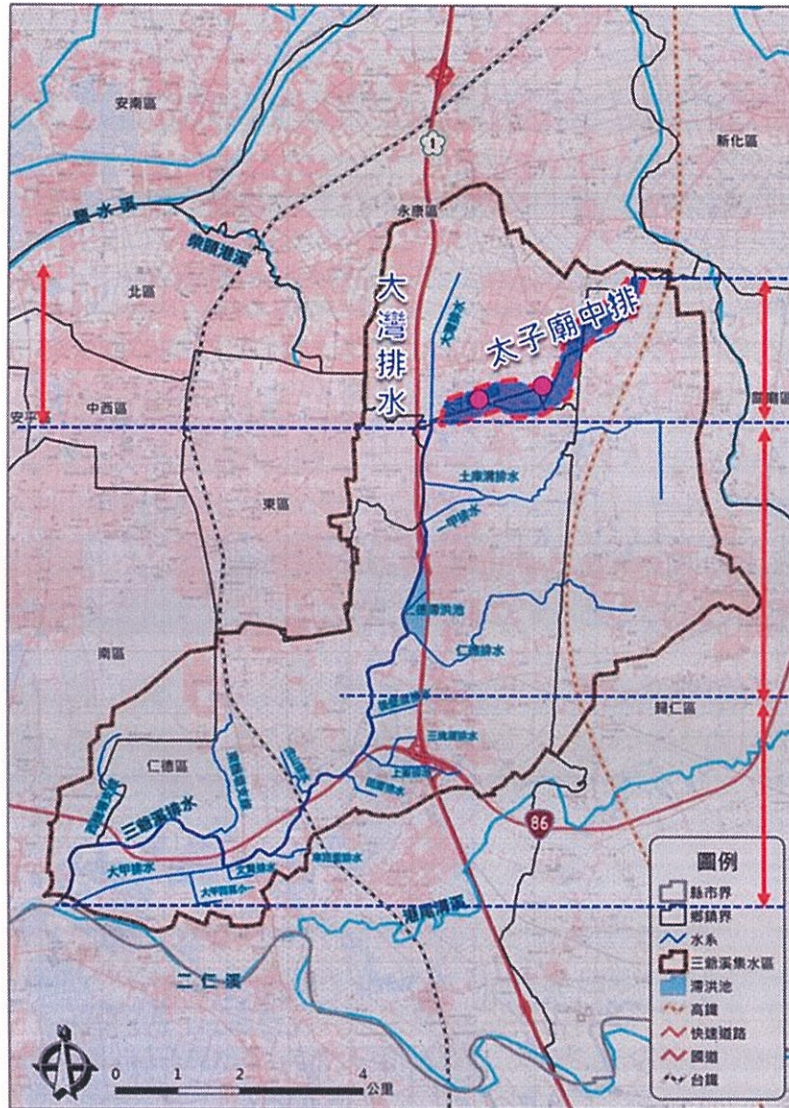 安南區
新化區
1
永康區
鹽水溪
柴頭港溪
北區
大灣排水
大灣排水
太子廟中排
中西區
安平區
東區
土庫溝排水
一甲排水
仁德滯洪池
南區
仁德排水
歸仁區
仁德區
三爺溪排水
86
大甲排水
文賢排水
港尾溝溪
二仁溪
圖例
縣市界
鄉鎮界
水系
三爺溪集水區
滯洪池
高鐵
快速道路
國道
台鐵
0 1 2 4
公里